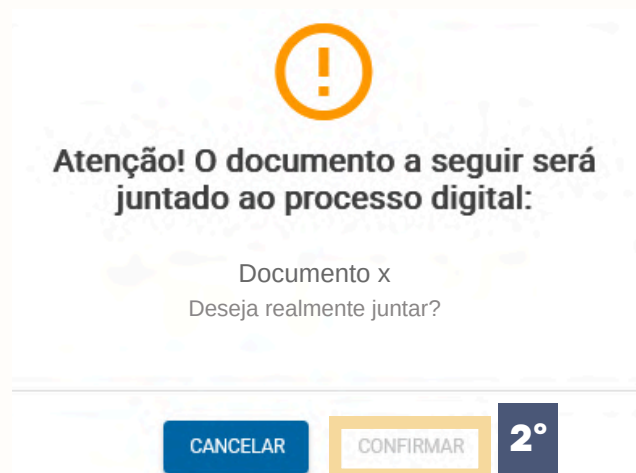 Atenção! O documento a seguir será
juntado ao processo digital:
Documento x
Deseja realmente juntar?
CANCELAR CONFIRMAR 2°